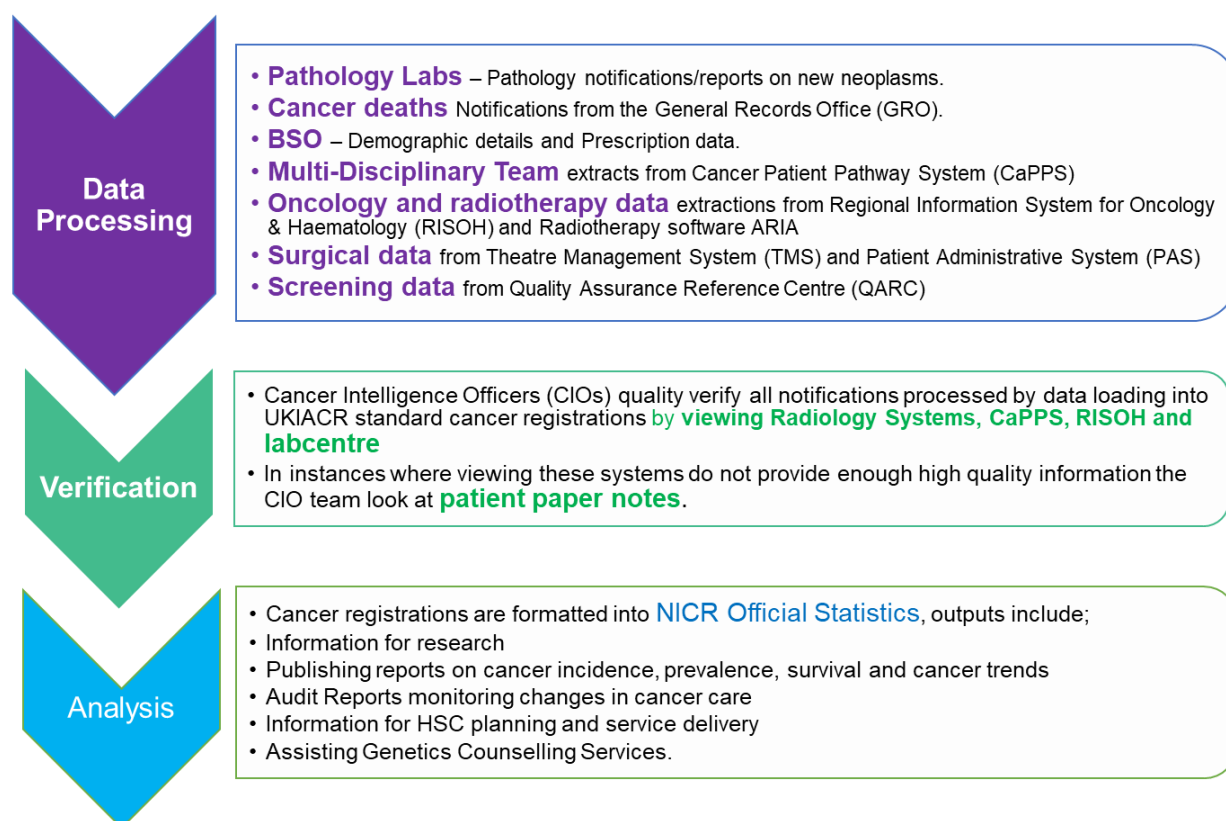 Data
Processing
• Pathology Labs – Pathology notifications/reports on new neoplasms.
• Cancer deaths Notifications from the General Records Office (GRO).
• BSO – Demographic details and Prescription data.
• Multi-Disciplinary Team extracts from Cancer Patient Pathway System (CaPPS)
• Oncology and radiotherapy data extractions from Regional Information System for Oncology
& Haematology (RISOH) and Radiotherapy software ARIA
• Surgical data from Theatre Management System (TMS) and Patient Administrative System (PAS)
• Screening data from Quality Assurance Reference Centre (QARC)
Verification
• Cancer Intelligence Officers (CIOs) quality verify all notifications processed by data loading into
UKIACR standard cancer registrations by viewing Radiology Systems, CaPPS, RISOH and
labcentre
• In instances where viewing these systems do not provide enough high quality information the
CIO team look at patient paper notes.
Analysis
• Cancer registrations are formatted into NICR Official Statistics, outputs include;
• Information for research
• Publishing reports on cancer incidence, prevalence, survival and cancer trends
• Audit Reports monitoring changes in cancer care
• Information for HSC planning and service delivery
• Assisting Genetics Counselling Services.